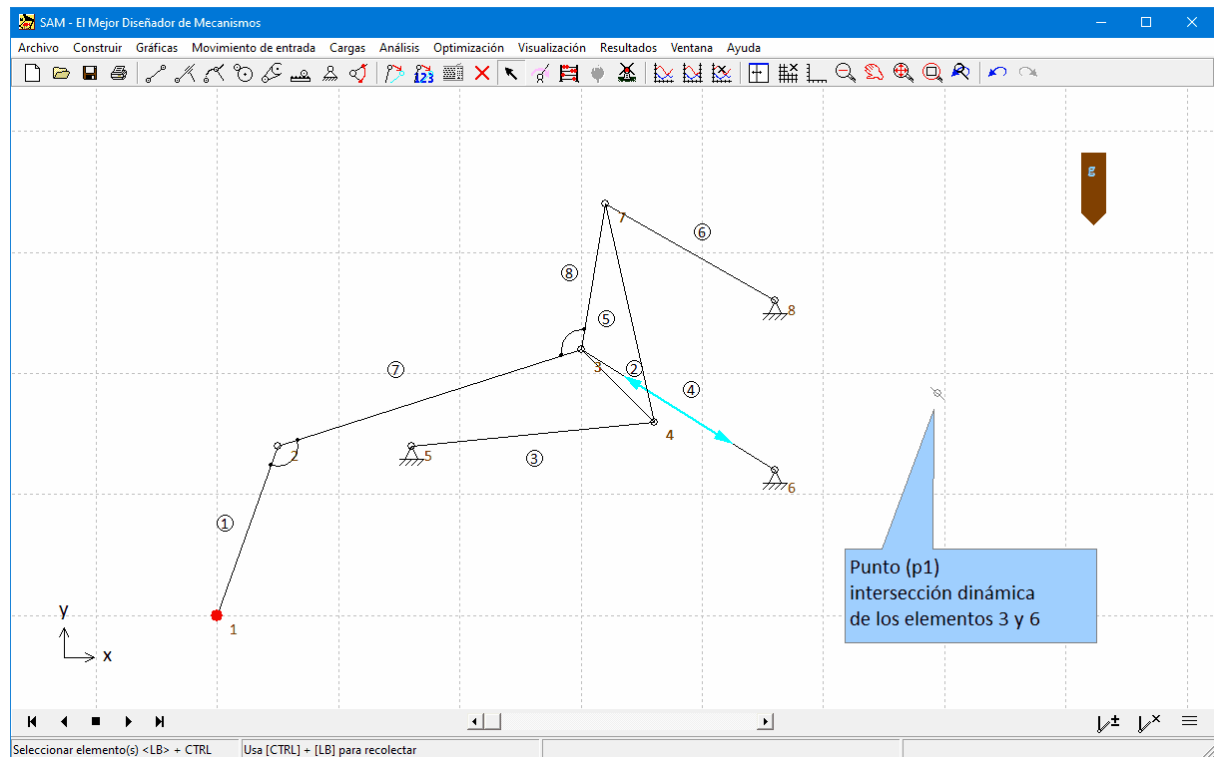 SAM - El Mejor Diseñador de Mecanismos
Archivo Construir Gráficas Movimiento de entrada Cargas Análisis Optimización Visualización Resultados Ventana Ayuda
123
g
7
6
8
8
5
3
2
7
4
4
2
5
3
6
1
Punto (p1)
intersección dinámica
de los elementos 3 y 6
y
1
x
Seleccionar elemento(s) <LB> + CTRL
Usa [CTRL] + [LB] para recolectar